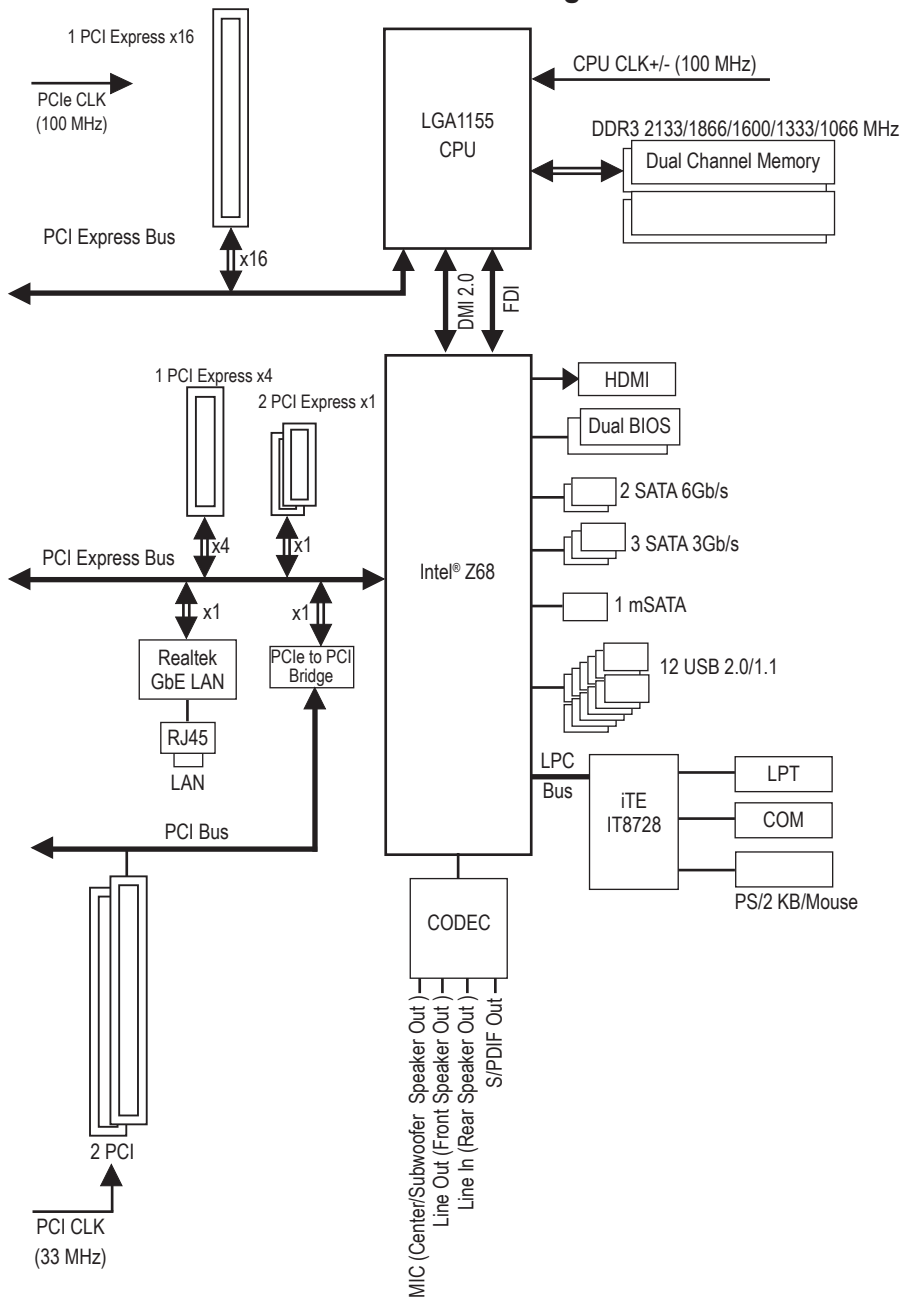 1 PCI Express x16
PCIe CLK
(100 MHz)
CPU CLK+/- (100 MHz)
LGA1155
CPU
DDR3 2133/1866/1600/1333/1066 MHz
Dual Channel Memory
PCI Express Bus
x16
DMI 2.0
FDI
1 PCI Express x4
2 PCI Express x1
x4
x1
PCI Express Bus
x1
x1
Realtek
GbE LAN
PCIe to PCI
Bridge
RJ45
LAN
PCI Bus
Intel® Z68
HDMI
Dual BIOS
2 SATA 6Gb/s
3 SATA 3Gb/s
1 mSATA
12 USB 2.0/1.1
LPC
Bus
iTE
IT8728
LPT
COM
PS/2 KB/Mouse
CODEC
MIC (Center/Subwoofer Speaker Out )
Line Out (Front Speaker Out )
Line In (Rear Speaker Out )
S/PDIF Out
2 PCI
PCI CLK
(33 MHz)